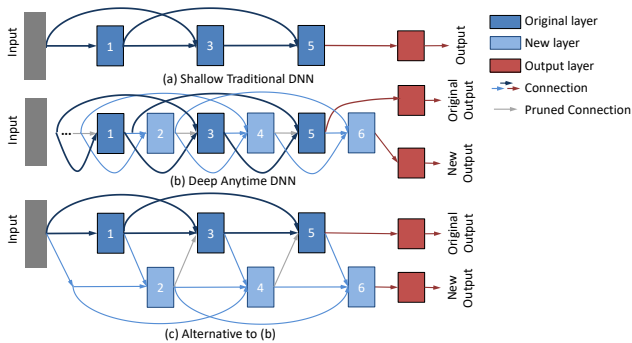 Input
1
3
5
Output
(a) Shallow Traditional DNN
Original layer
New layer
Output layer
Connection
Pruned Connection
Input
...
1
2
3
4
5
6
Original
Output
New
Output
(b) Deep Anytime DNN
Input
1
3
5
Original
Output
2
4
6
New
Output
(c) Alternative to (b)